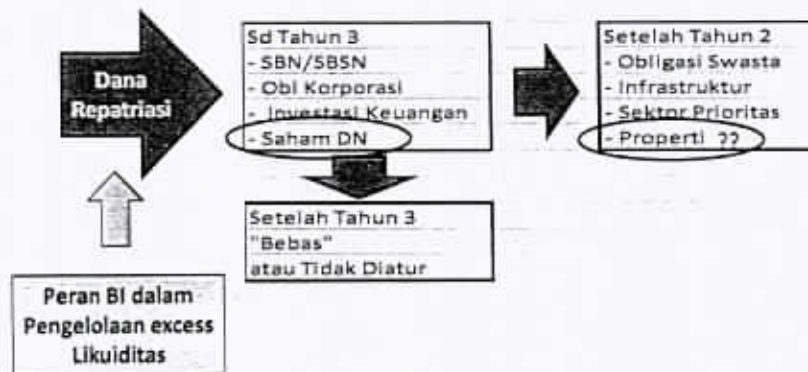 Dana
Repatriasi
Sd Tahun 3
- SBN/SBSN
- Obl Korporasi
- Investasi Keuangan
- Saham DN
Setelah Tahun 2
- Obligasi Swasta
- Infrastruktur
- Sektor Prioritas
- Properti ??
Setelah Tahun 3
"Bebas"
atau Tidak Diatur
Peran BI dalam
Pengelolaan excess
Likuiditas